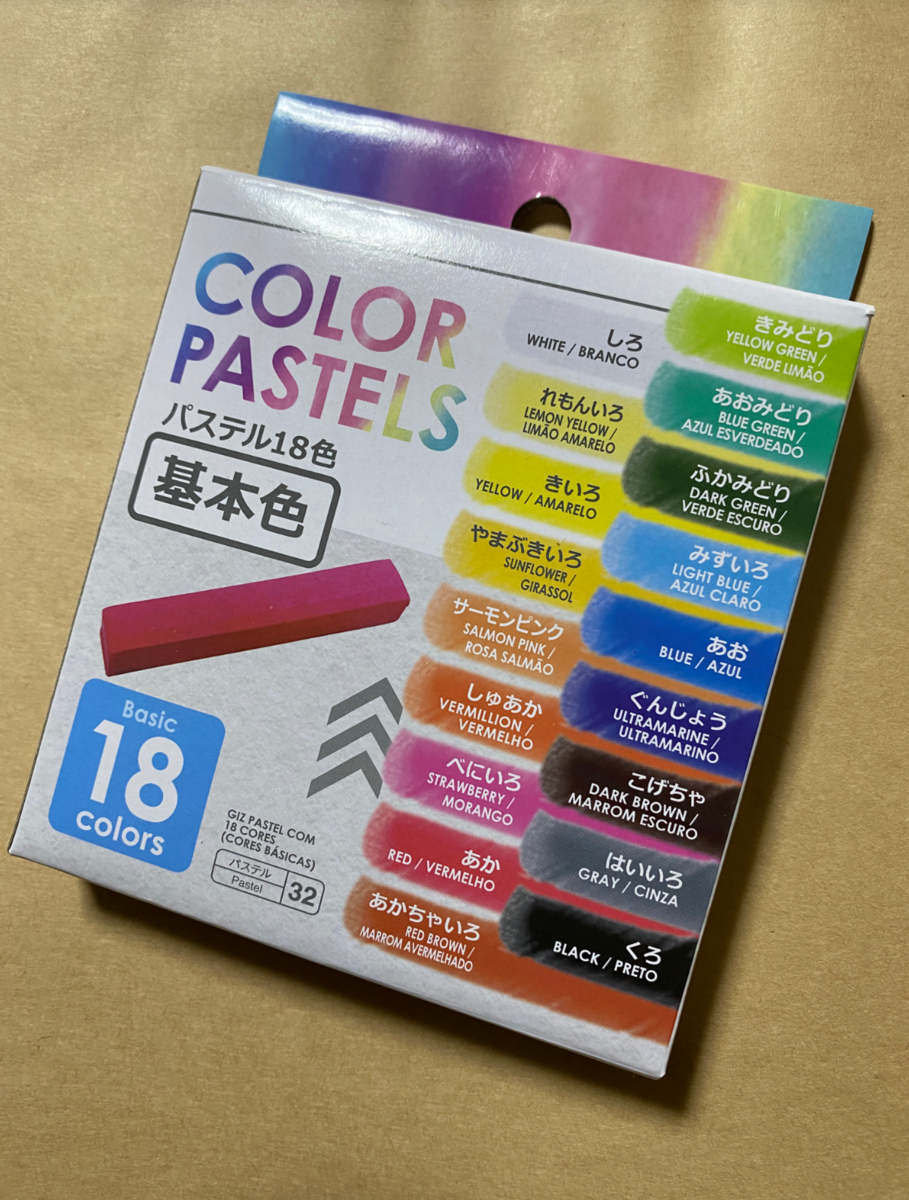 COLOR
PASTELS
パステル18色
基本色
Basic
18
colors
GIZ PASTEL COM
18 CORES
(CORES BÁSICAS)
パステル
Pastel
32
しろ
WHITE / BRANCO
れもんいろ
LEMON YELLOW /
LIMÃO AMARELO
きいろ
YELLOW / AMARELO
やまぶきいろ
SUNFLOWER /
GIRASSOL
サーモンピンク
SALMON PINK /
ROSA SALMÃO
しゅあか
VERMILLION /
VERMELHO
べにいろ
STRAWBERRY /
MORANGO
あか
RED / VERMELHO
あかちゃいろ
RED BROWN /
MARROM AVERMELHADO
きみどり
YELLOW GREEN /
VERDE LIMÃO
あおみどり
BLUE GREEN /
AZUL ESVERDEADO
ふかみどり
DARK GREEN /
VERDE ESCURO
みずいろ
LIGHT BLUE /
AZUL CLARO
あお
BLUE / AZUL
ぐんじょう
ULTRAMARINE /
ULTRAMARINO
こげちゃ
DARK BROWN /
MARROM ESCURO
はいいろ
GRAY / CINZA
くろ
BLACK / PRETO